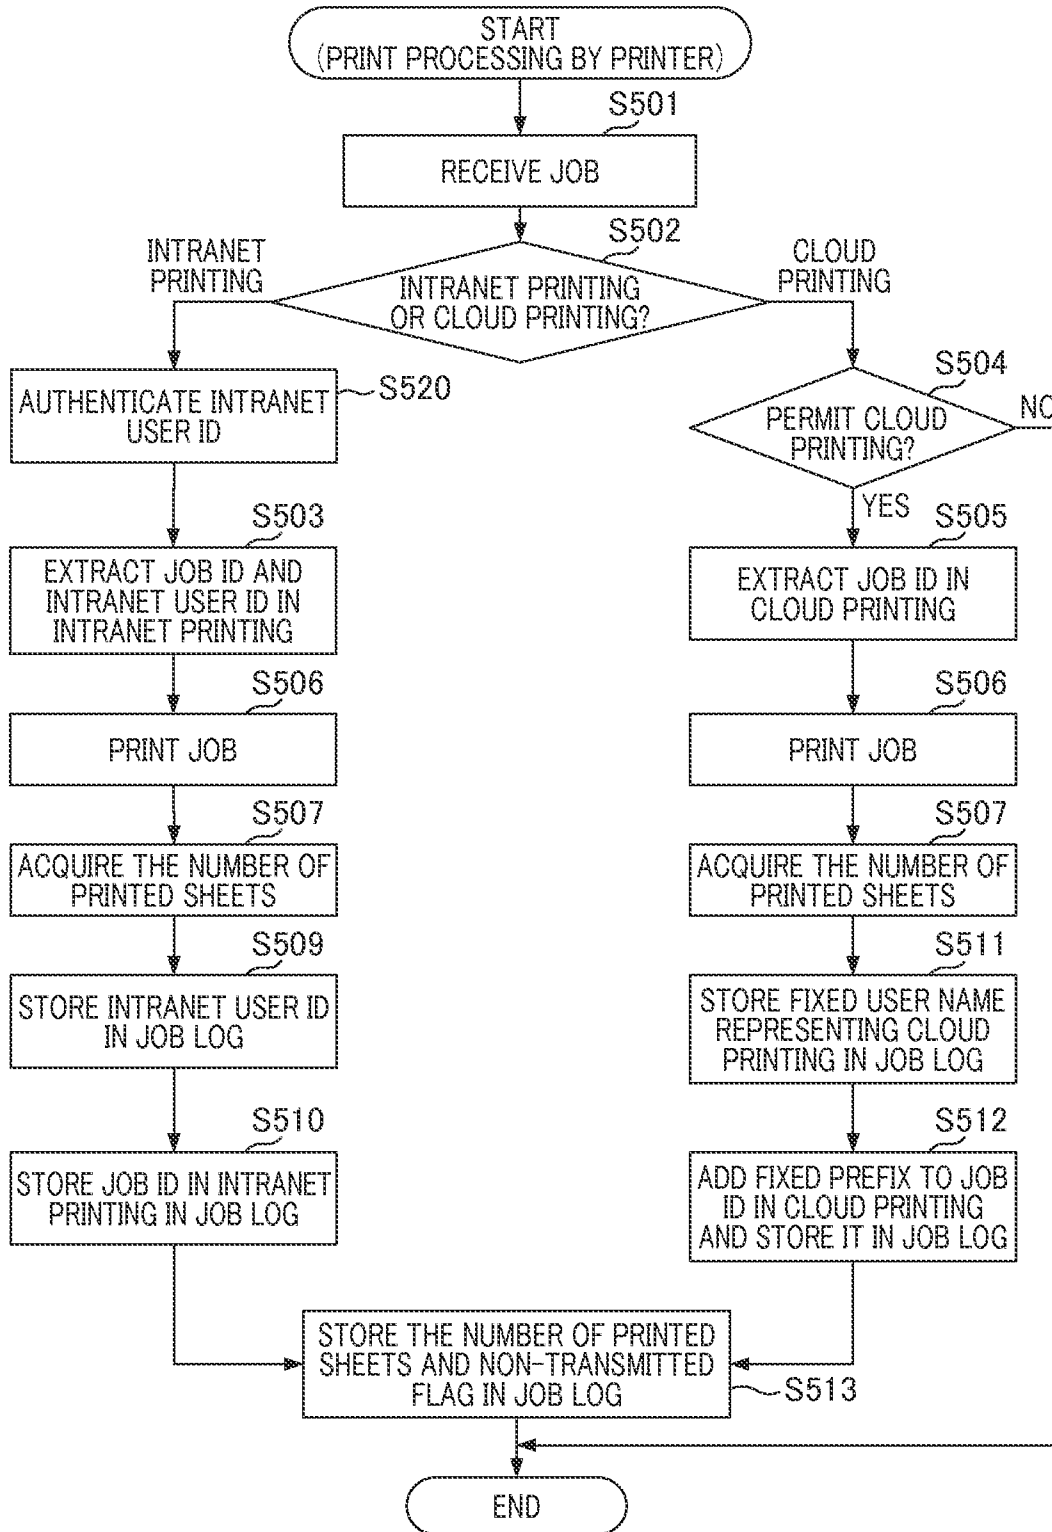 START
(PRINT PROCESSING BY PRINTER)
S501
RECEIVE JOB
S502
INTRANET
PRINTING
CLOUD
PRINTING
INTRANET PRINTING
OR CLOUD PRINTING?
S520
AUTHENTICATE INTRANET
USER ID
S504
PERMIT CLOUD
PRINTING?
NO
YES
S503
EXTRACT JOB ID AND
INTRANET USER ID IN
INTRANET PRINTING
S505
EXTRACT JOB ID IN
CLOUD PRINTING
S506
PRINT JOB
S506
PRINT JOB
S507
ACQUIRE THE NUMBER OF
PRINTED SHEETS
S507
ACQUIRE THE NUMBER OF
PRINTED SHEETS
S509
STORE INTRANET USER ID
IN JOB LOG
S511
STORE FIXED USER NAME
REPRESENTING CLOUD
PRINTING IN JOB LOG
S510
STORE JOB ID IN INTRANET
PRINTING IN JOB LOG
S512
ADD FIXED PREFIX TO JOB
ID IN CLOUD PRINTING
AND STORE IT IN JOB LOG
STORE THE NUMBER OF PRINTED
SHEETS AND NON-TRANSMITTED
FLAG IN JOB LOG
S513
END